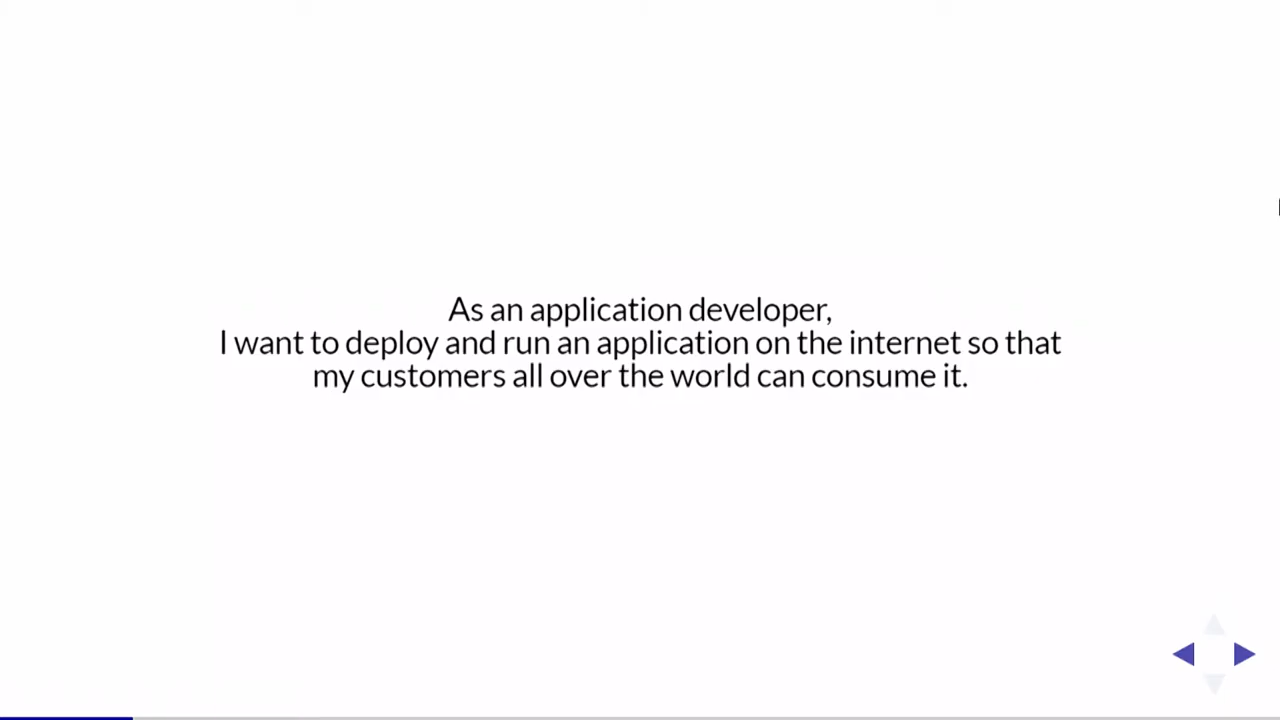 As an application developer,
I want to deploy and run an application on the internet so that
my customers all over the world can consume it.